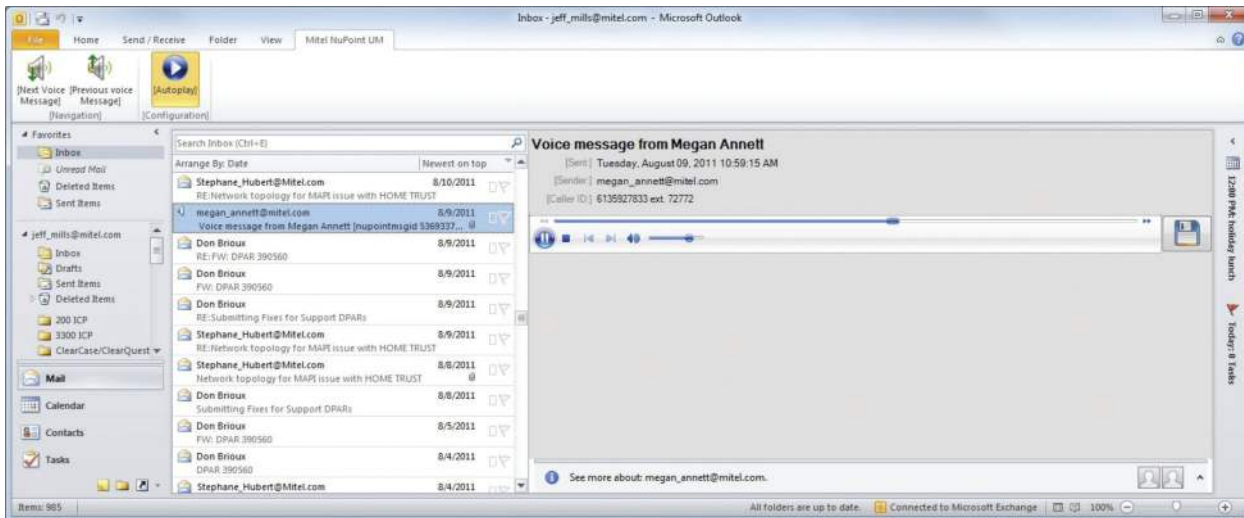 Inbox - jeff_mills@mitel.com - Microsoft Outlook
File Home Send / Receive Folder View Mitel NuPoint UM
[Next Voice Message] [Previous voice Message] [Autoplay]
[Navigation] [Configuration]
Favorites
Inbox
Unread Mail
Deleted Items
Sent Items
jeff_mills@mitel.com
Inbox
Drafts
Sent Items
Deleted Items
200 ICP
3300 ICP
ClearCase/ClearQuest
Mail
Calendar
Contacts
Tasks
Search Inbox (Ctrl+E)
Arrange By: Date Newest on top
Stephane_Hubert@Mitel.com 8/10/2011
RE:Network topology for MAPI issue with HOME TRUST
megan_annett@mitel.com 8/9/2011
Voice message from Megan Annett [nupointmsgid 5369337...
Don Brioux 8/9/2011
RE: FW: DPAR 390560
Don Brioux 8/9/2011
FW: DPAR 390560
Don Brioux 8/9/2011
RE:Submitting Fixes for Support DPARs
Stephane_Hubert@Mitel.com 8/9/2011
RE:Network topology for MAPI issue with HOME TRUST
Stephane_Hubert@Mitel.com 8/8/2011
Network topology for MAPI issue with HOME TRUST
Don Brioux 8/8/2011
Submitting Fixes for Support DPARs
Don Brioux 8/5/2011
FW: DPAR 390560
Don Brioux 8/4/2011
DPAR 390560
Stephane_Hubert@Mitel.com 8/4/2011
Voice message from Megan Annett
[Sent:] Tuesday, August 09, 2011 10:59:15 AM
[Sender:] megan_annett@mitel.com
[Caller ID:] 6135927833 ext. 72772
See more about: megan_annett@mitel.com.
12:00 PM: holiday lunch
Today: 0 Tasks
Items: 985
All folders are up to date. Connected to Microsoft Exchange 100%